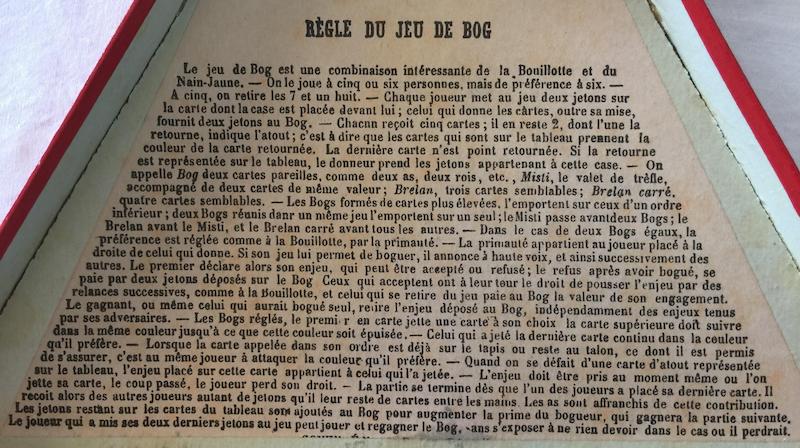 RÈGLE DU JEU DE BOG
Le jeu de Bog est une combinaison intéressante de la Bouillotte et du
Nain-Jaune. — On le joue à cinq ou six personnes, mais de préférence à six. —
A cinq, on retire les 7 et un huit. — Chaque joueur met au jeu deux jetons sur
la carte dont la case est placée devant lui ; celui qui donne les cârtes, outre sa mise,
fournit deux jetons au Bog. — Chacun reçoit cinq cartes ; il en reste 2, dont l'une la
retourne, indique l'atout ; c'est à dire que les cartes qui sont sur le tableau prennent la
couleur de la carte retournée. La dernière carte n'est point retournée. Si la retourne
est représentée sur le tableau, le donneur prend les jetons appartenant à cette case. — On
appelle Bog deux cartes pareilles, comme deux as, deux rois, etc., Misti, le valet de trèfle,
accompagné de deux cartes de même valeur ; Brelan, trois cartes semblables ; Brelan carré,
quatre cartes semblables. — Les Bogs formés de cartes plus élevées, l'emportent sur ceux d'un ordre
inférieur ; deux Bogs réunis danr un même jeu l'emportent sur un seul ; le Misti passe avant deux Bogs ; le
Brelan avant le Misti, et le Brelan carré avant tous les autres. — Dans le cas de deux Bogs égaux, la
préférence est réglée comme à la Bouillotte, par la primauté. — La primauté appartient au joueur placé à la
droite de celui qui donne. Si son jeu lui permet de boguer, il annonce à haute voix, et ainsi successivement des
autres. Le premier déclare alors son enjeu, qui peut être accepté ou refusé ; le refus après avoir bogué, se
paie par deux jetons déposés sur le Bog Ceux qui acceptent ont à leur tour le droit de pousser l'enjeu par des
relances successives, comme à la Bouillotte, et celui qui se retire du jeu paie au Bog la valeur de son engagement.
Le gagnant, ou même celui qui aurait bogué seul, retire l'enjeu déposé au Bog, indépendamment des enjeux tenus
par ses adversaires. — Les Bogs réglés, le premier en carte jette une carte à son choix la carte supérieure doit suivre
dans la même couleur jusqu'à ce que cette couleur soit épuisée. — Celui qui a jeté la dernière carte continu dans la couleur
qu'il préfère. — Lorsque la carte appelée dans son ordre est déjà sur le tapis ou reste au talon, ce dont il est permis
de s'assurer, c'est au même joueur à attaquer la couleur qu'il préfère. — Quand on se défait d'une carte d'atout représentée
sur le tableau, l'enjeu placé sur cette carte appartient à celui qui l'a jetée. — L'enjeu doit être pris au moment même ou l'on
jette sa carte, le coup passé, le joueur perd son droit. — La partie se termine dès que l'un des joueurs a placé sa dernière carte. Il
recoit alors des autres joueurs autant de jetons qu'il leur reste de cartes entre les mains. Les as sont affranchis de cette contribution.
Les jetons restant sur les cartes du tableau sont ajoutés au Bog pour augmenter la prime du bogueur, qui gagnera la partie suivante.
Le joueur qui a mis ses deux derniers jetons au jeu peut jouer et regagner le Bog, sans s'exposer à ne rien devoir dans le cas ou il perdrait.